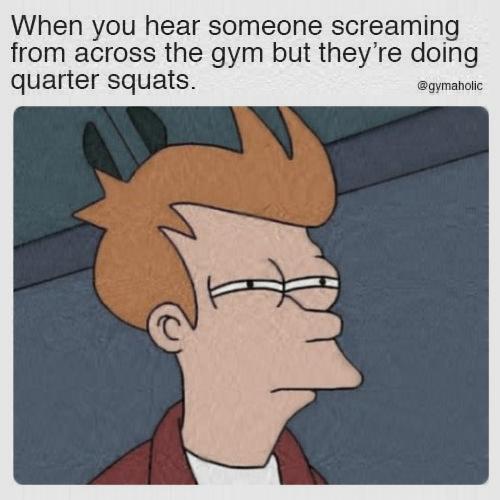 When you hear someone screaming
from across the gym but they’re doing
quarter squats.
@gymaholic